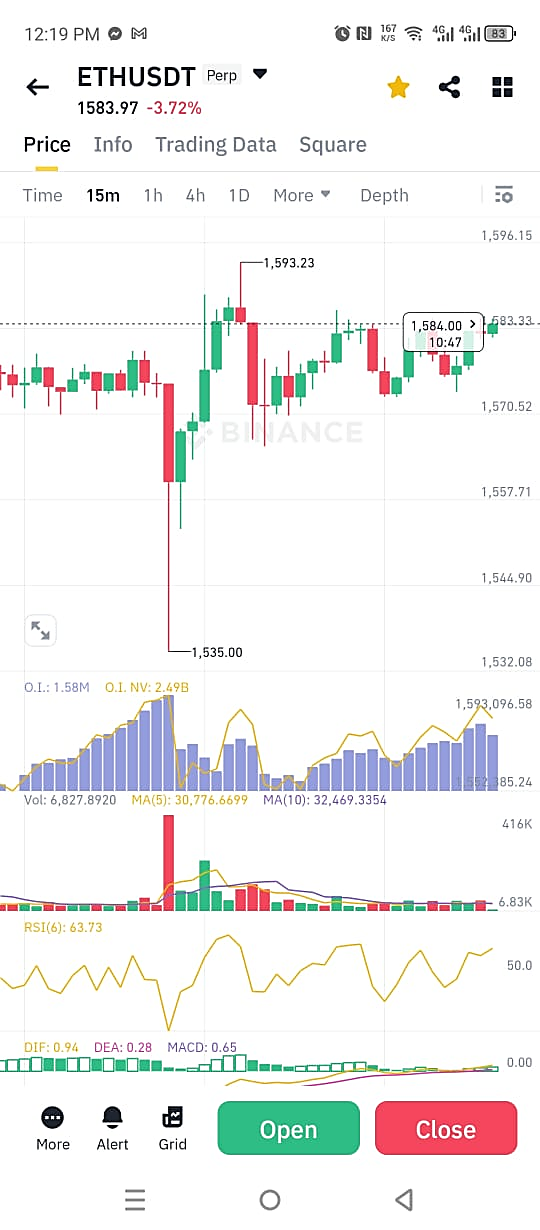 12:19 PM 167 K/S 4G 4G 83
ETHUSDT Perp
1583.97 -3.72%
Price Info Trading Data Square
Time 15m 1h 4h 1D More Depth
1,596.15
1,593.23
1,584.00
10:47
1,583.33
1,570.52
BINANCE
1,557.71
1,544.90
1,535.00
1,532.08
O.I.: 1.58M O.I. NV: 2.49B
1,593,096.58
1,552,385.24
Vol: 6,827.8920 MA(5): 30,776.6699 MA(10): 32,469.3354
416K
6.83K
RSI(6): 63.73
50.0
DIF: 0.94 DEA: 0.28 MACD: 0.65
0.00
More Alert Grid Open Close